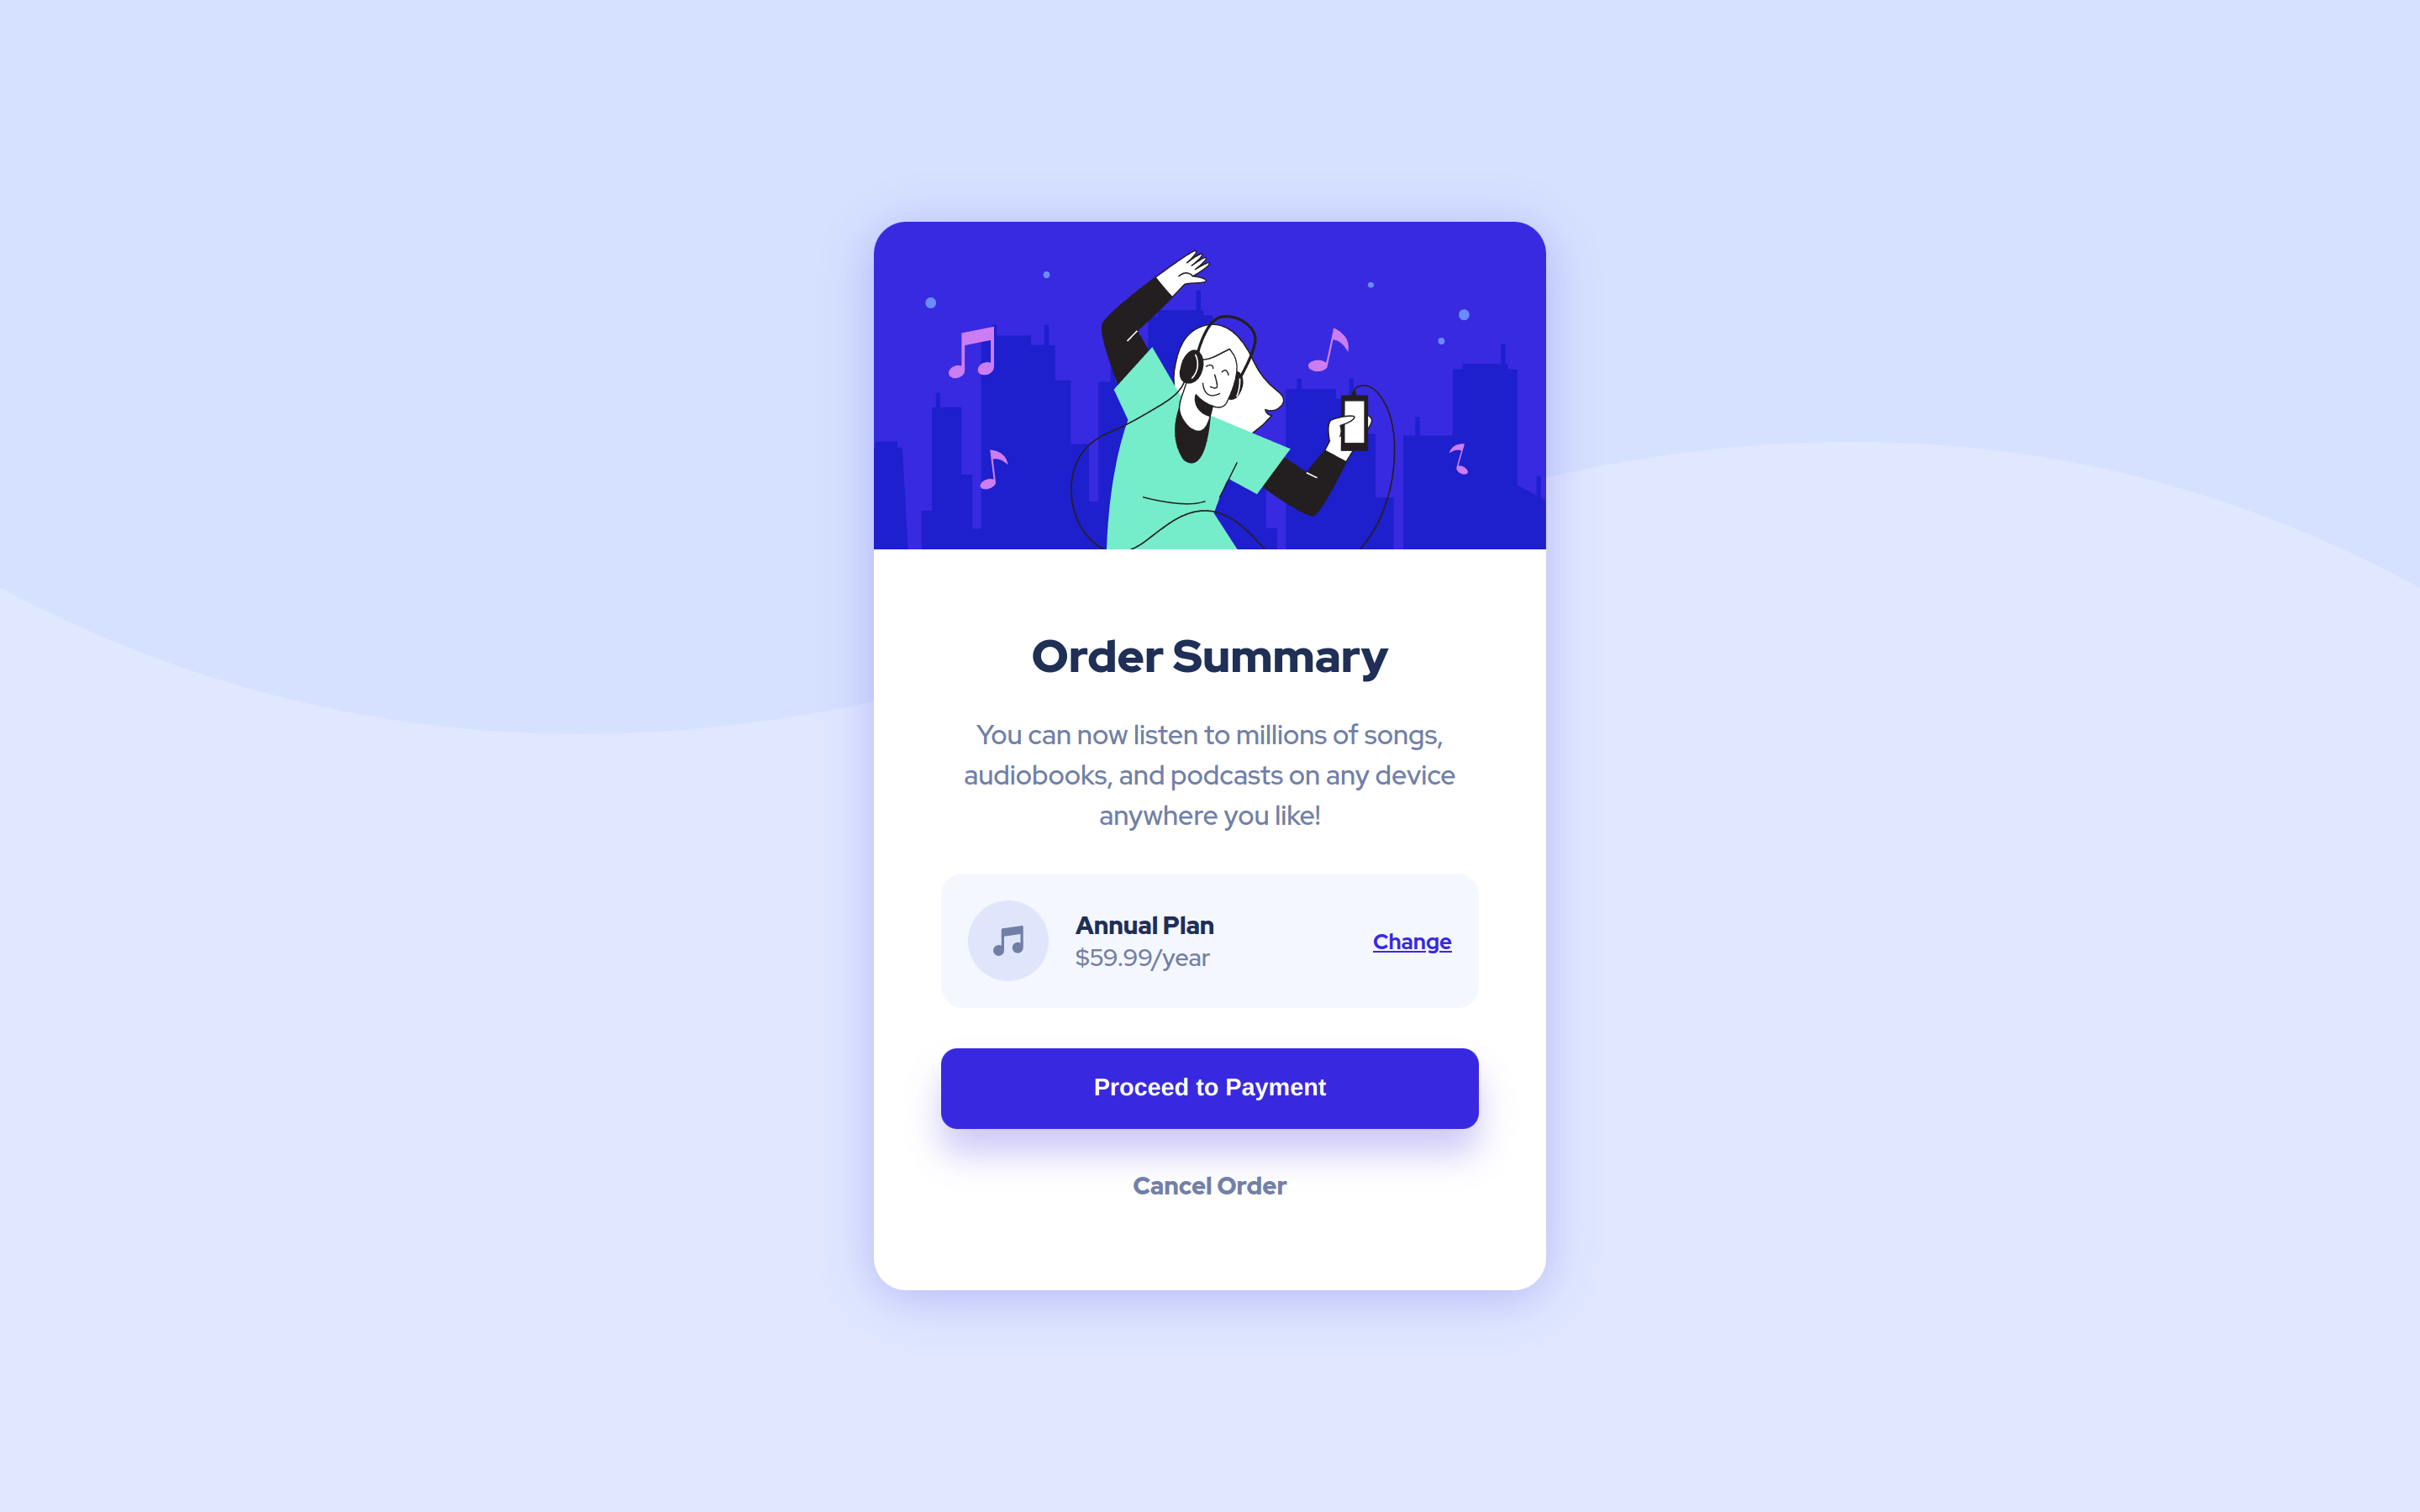 Order Summary
You can now listen to millions of songs,
audiobooks, and podcasts on any device
anywhere you like!
Annual Plan
$59.99/year
Change
Proceed to Payment
Cancel Order